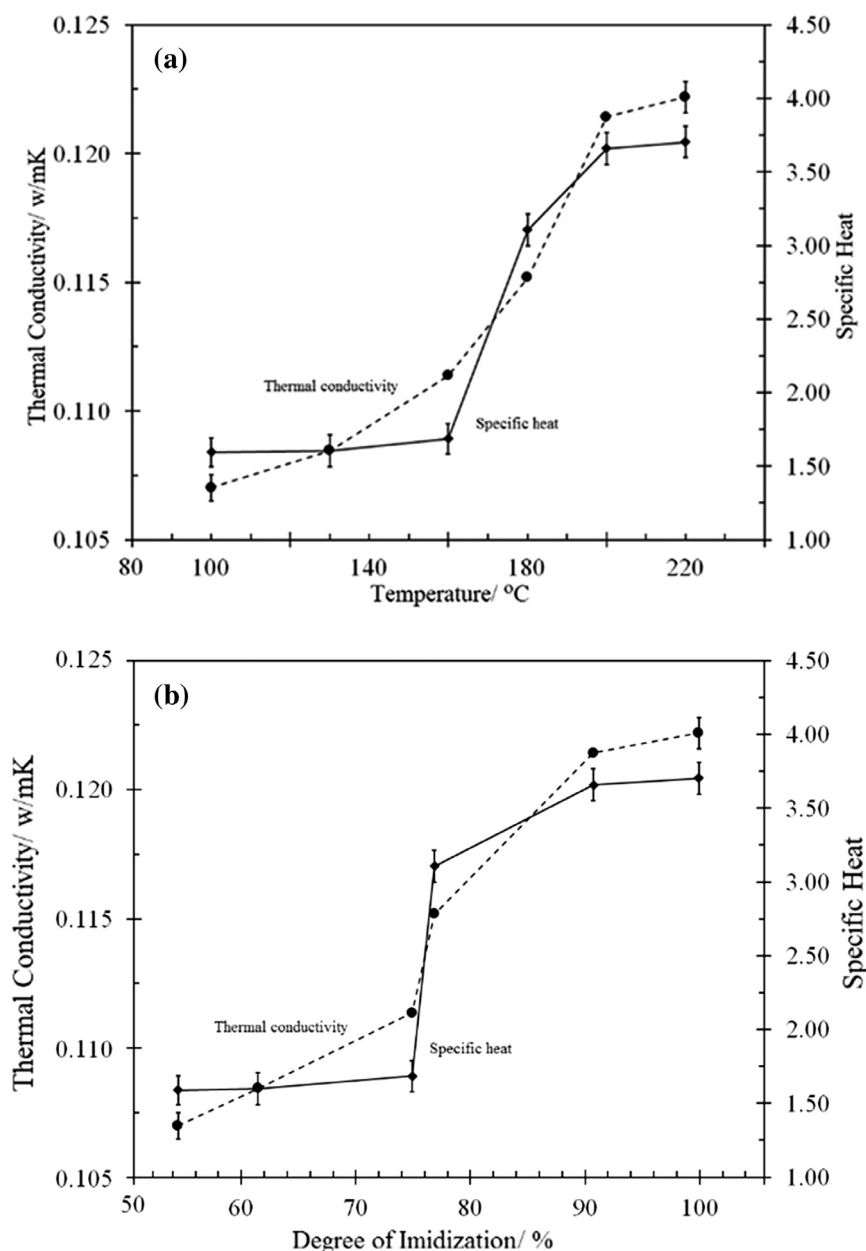 (a)
0.125
0.120
0.115
0.110
0.105
Thermal Conductivity/ w/mK
4.50
4.00
3.50
3.00
2.50
2.00
1.50
1.00
Specific Heat
Thermal conductivity
Specific heat
80 100 140 180 220
Temperature/ °C
(b)
0.125
0.120
0.115
0.110
0.105
Thermal Conductivity/ w/mK
4.50
4.00
3.50
3.00
2.50
2.00
1.50
1.00
Specific Heat
Thermal conductivity
Specific heat
50 60 70 80 90 100
Degree of Imidization/ %